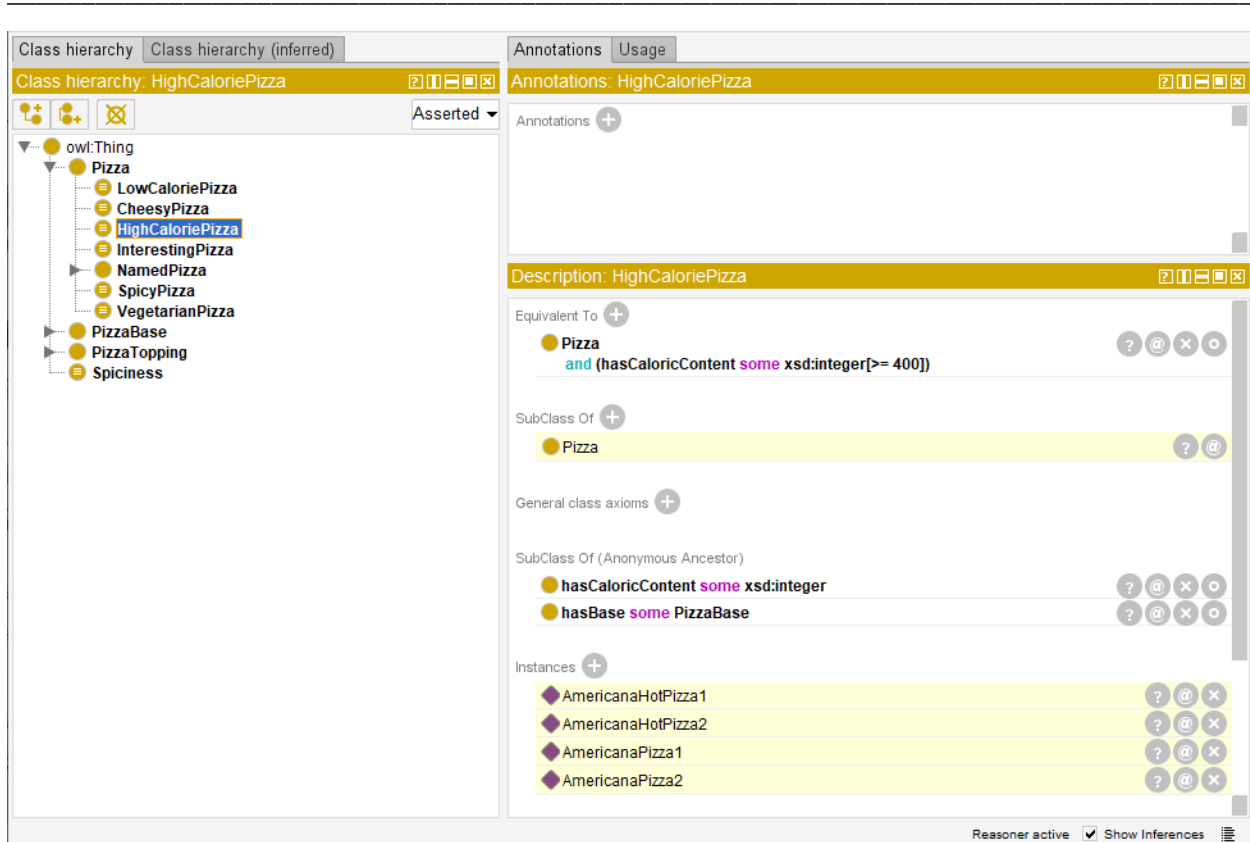 Class hierarchy Class hierarchy (inferred)
Class hierarchy: HighCaloriePizza
Asserted
owl:Thing
Pizza
LowCaloriePizza
CheesyPizza
HighCaloriePizza
InterestingPizza
NamedPizza
SpicyPizza
VegetarianPizza
PizzaBase
PizzaTopping
Spiciness
Annotations Usage
Annotations: HighCaloriePizza
Annotations
Description: HighCaloriePizza
Equivalent To
Pizza
and (hasCaloricContent some xsd:integer[>= 400])
SubClass Of
Pizza
General class axioms
SubClass Of (Anonymous Ancestor)
hasCaloricContent some xsd:integer
hasBase some PizzaBase
Instances
AmericanaHotPizza1
AmericanaHotPizza2
AmericanaPizza1
AmericanaPizza2
Reasoner active Show Inferences